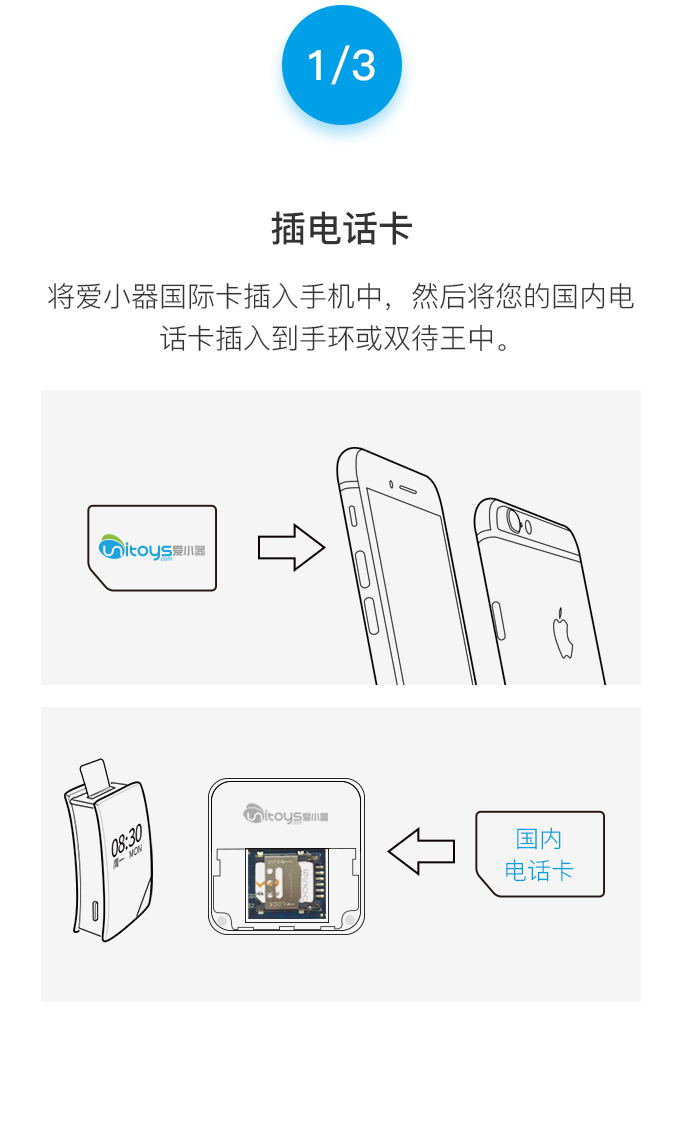 1/3
插电话卡
将爱小器国际卡插入手机中，然后将您的国内电
话卡插入到手环或双待王中。
unitoys爱小器
.com
08:30
周一 MON
unitoys爱小器
.com
国内
电话卡